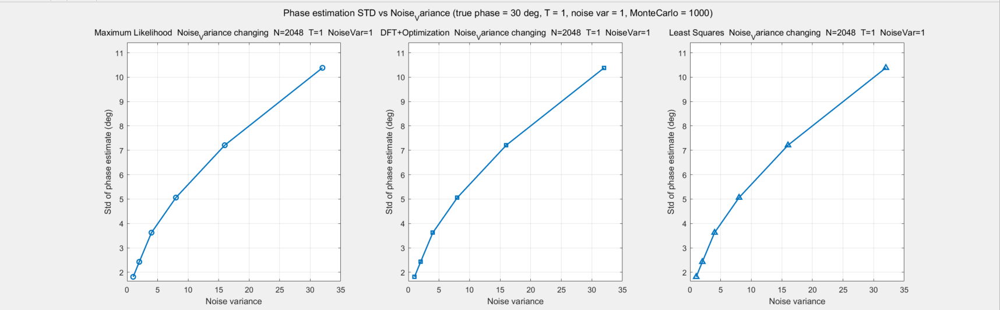 Phase estimation STD vs Noise_Variance (true phase = 30 deg, T = 1, noise var = 1, MonteCarlo = 1000)
Maximum Likelihood Noise_Variance changing N=2048 T=1 NoiseVar=1
11
10
9
8
7
6
5
4
3
2
Std of phase estimate (deg)
0 5 10 15 20 25 30 35
Noise variance
DFT+Optimization Noise_Variance changing N=2048 T=1 NoiseVar=1
11
10
9
8
7
6
5
4
3
2
Std of phase estimate (deg)
0 5 10 15 20 25 30 35
Noise variance
Least Squares Noise_Variance changing N=2048 T=1 NoiseVar=1
11
10
9
8
7
6
5
4
3
2
Std of phase estimate (deg)
0 5 10 15 20 25 30 35
Noise variance